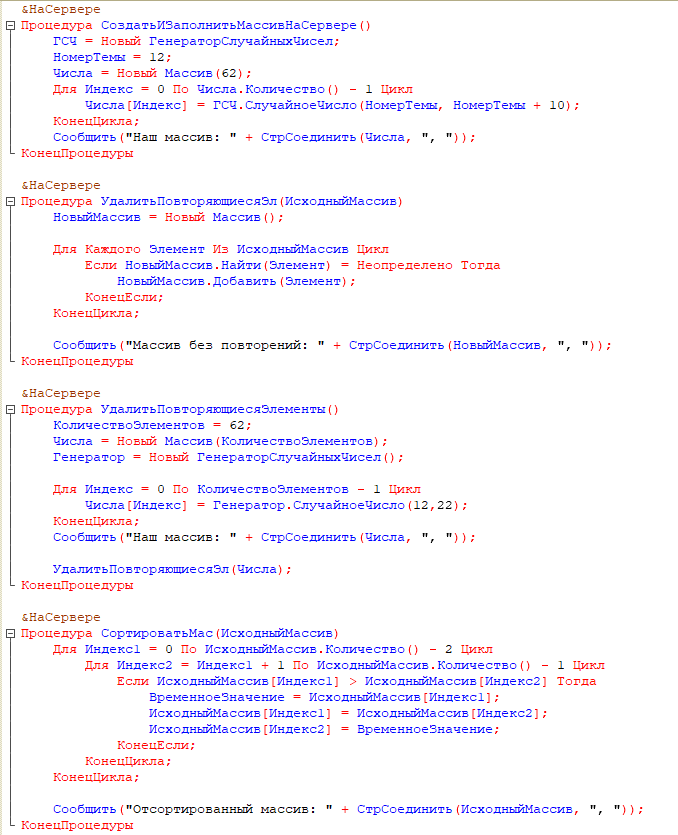 &НаСервере
Процедура СоздатьИЗаполнитьМассивНаСервере()
ГСЧ = Новый ГенераторСлучайныхЧисел;
НомерТемы = 12;
Числа = Новый Массив(62);
Для Индекс = 0 По Числа.Количество() - 1 Цикл
Числа[Индекс] = ГСЧ.СлучайноеЧисло(НомерТемы, НомерТемы + 10);
КонецЦикла;
Сообщить("Наш массив: " + СтрСоединить(Числа, ", "));
КонецПроцедуры
&НаСервере
Процедура УдалитьПовторяющиесяЭл(ИсходныйМассив)
НовыйМассив = Новый Массив();
Для Каждого Элемент Из ИсходныйМассив Цикл
Если НовыйМассив.Найти(Элемент) = Неопределено Тогда
НовыйМассив.Добавить(Элемент);
КонецЕсли;
КонецЦикла;
Сообщить("Массив без повторений: " + СтрСоединить(НовыйМассив, ", "));
КонецПроцедуры
&НаСервере
Процедура УдалитьПовторяющиесяЭлементы()
КоличествоЭлементов = 62;
Числа = Новый Массив(КоличествоЭлементов);
Генератор = Новый ГенераторСлучайныхЧисел();
Для Индекс = 0 По КоличествоЭлементов - 1 Цикл
Числа[Индекс] = Генератор.СлучайноеЧисло(12,22);
КонецЦикла;
Сообщить("Наш массив: " + СтрСоединить(Числа, ", "));
УдалитьПовторяющиесяЭл(Числа);
КонецПроцедуры
&НаСервере
Процедура СортироватьМас(ИсходныйМассив)
Для Индекс1 = 0 По ИсходныйМассив.Количество() - 2 Цикл
Для Индекс2 = Индекс1 + 1 По ИсходныйМассив.Количество() - 1 Цикл
Если ИсходныйМассив[Индекс1] > ИсходныйМассив[Индекс2] Тогда
ВременноеЗначение = ИсходныйМассив[Индекс1];
ИсходныйМассив[Индекс1] = ИсходныйМассив[Индекс2];
ИсходныйМассив[Индекс2] = ВременноеЗначение;
КонецЕсли;
КонецЦикла;
КонецЦикла;
Сообщить("Отсортированный массив: " + СтрСоединить(ИсходныйМассив, ", "));
КонецПроцедуры